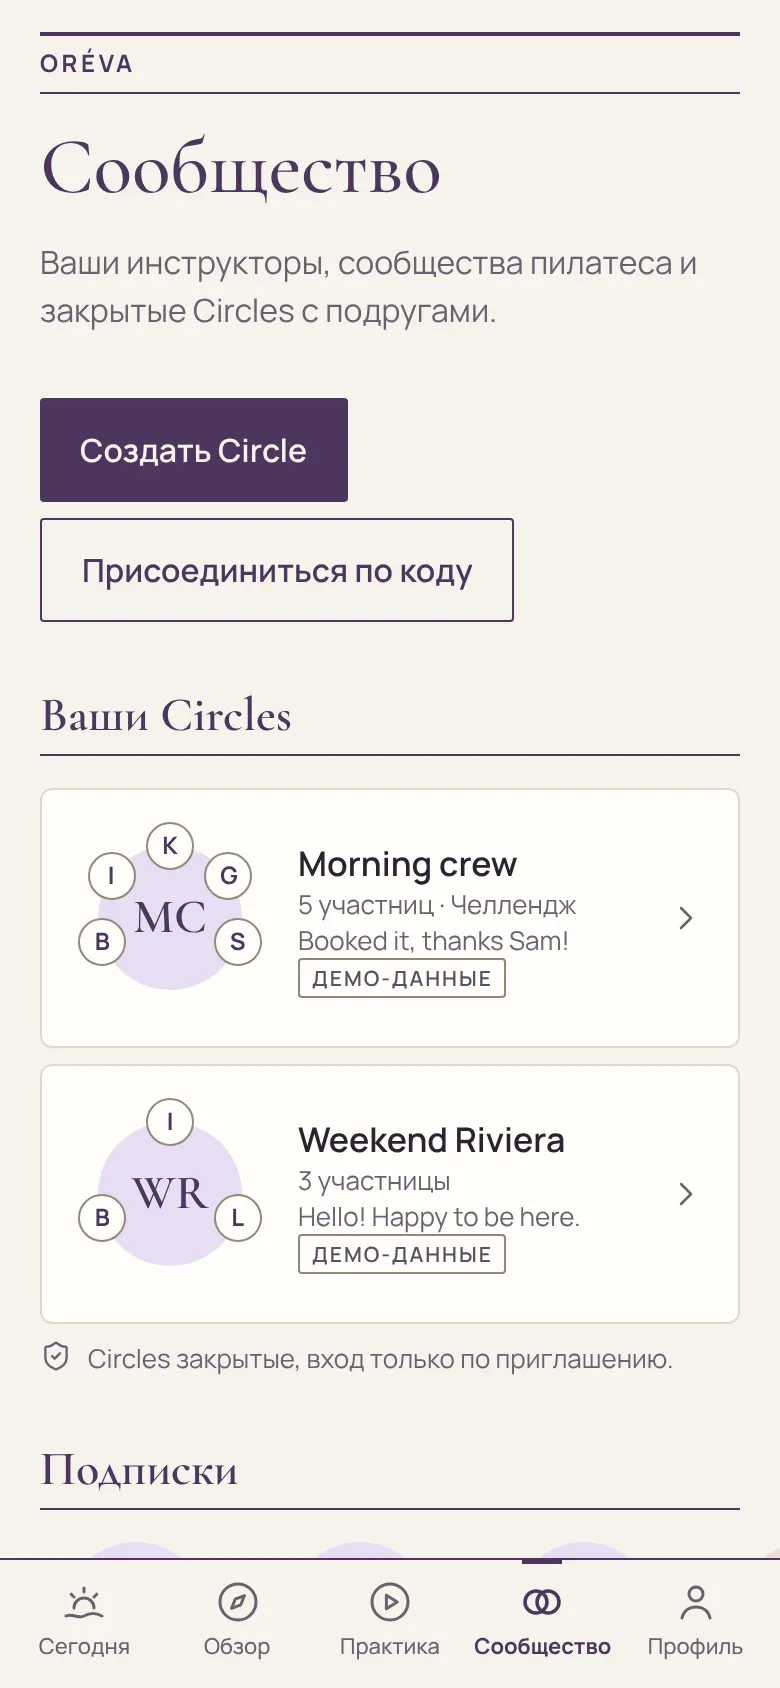 ORÉVA
Сообщество
Ваши инструкторы, сообщества пилатеса и
закрытые Circles с подругами.
Создать Circle
Присоединиться по коду
Ваши Circles
K
I
G
MC
B
S
Morning crew
5 участниц · Челлендж
Booked it, thanks Sam!
ДЕМО-ДАННЫЕ
I
WR
B
L
Weekend Riviera
3 участницы
Hello! Happy to be here.
ДЕМО-ДАННЫЕ
Circles закрытые, вход только по приглашению.
Подписки
Сегодня
Обзор
Практика
Сообщество
Профиль